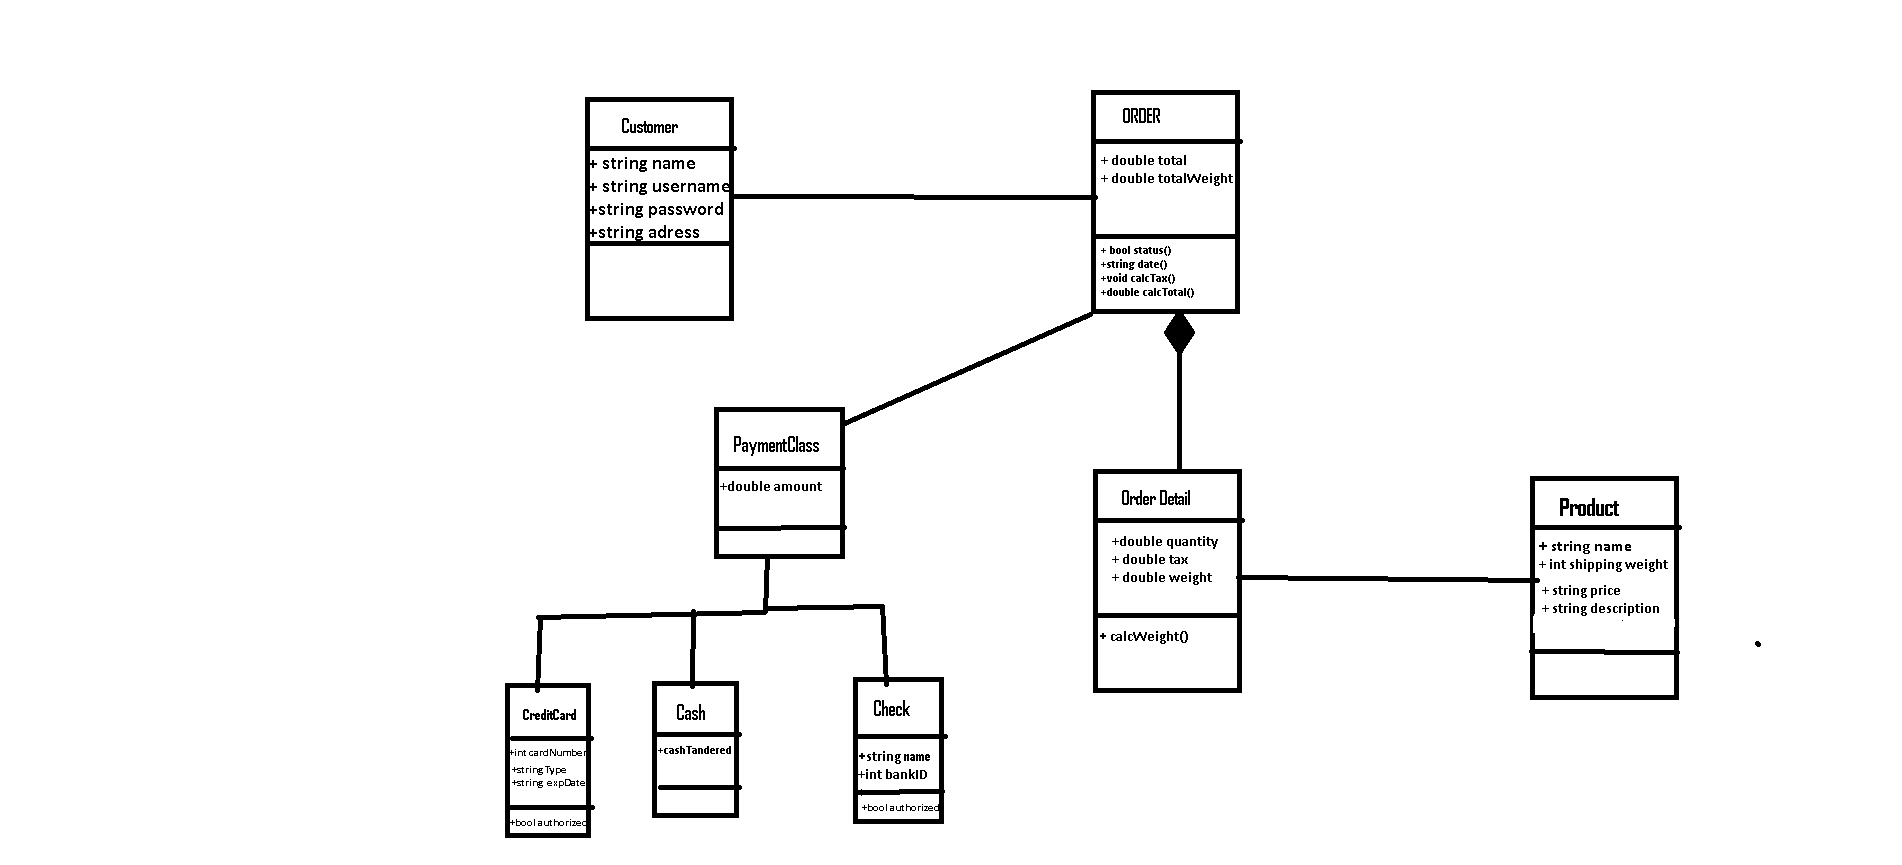 Customer
+ string name
+ string username
+string password
+string adress
ORDER
+ double total
+ double totalWeight
+ bool status()
+string date()
+void calcTax()
+double calcTotal()
PaymentClass
+double amount
Order Detail
+double quantity
+ double tax
+ double weight
+ calcWeight()
Product
+ string name
+ int shipping weight
+ string price
+ string description
CreditCard
+int cardNumber
+string Type
+string expDate
+bool authorized
Cash
+cashTandered
Check
+string name
+int bankID
+bool authorized